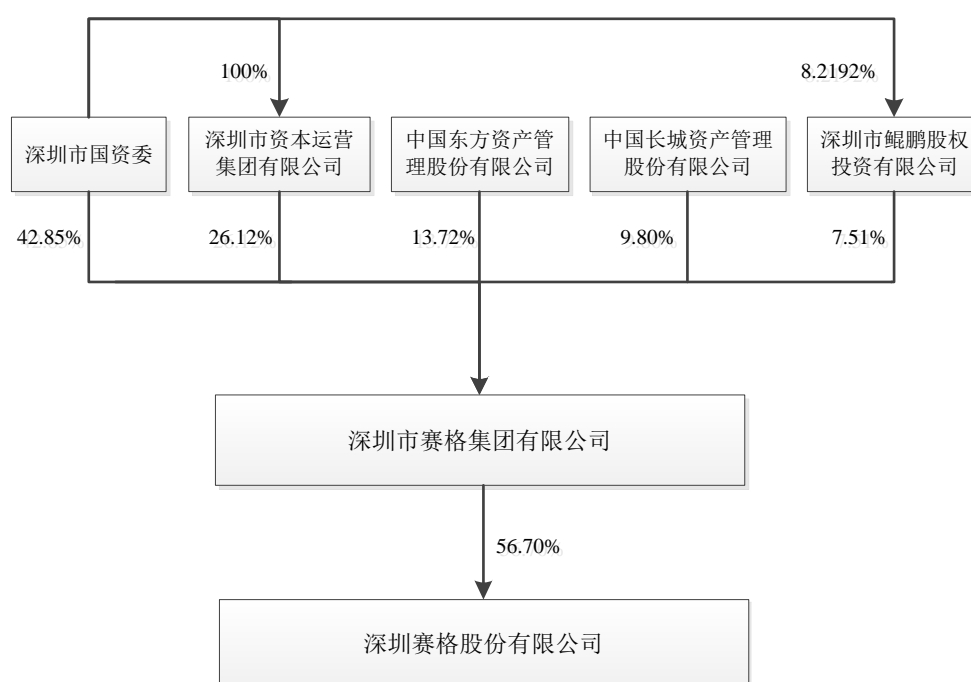 100%
8.2192%
深圳市国资委
深圳市资本运营
集团有限公司
中国东方资产管
理股份有限公司
中国长城资产管理
股份有限公司
深圳市鲲鹏股权
投资有限公司
42.85%
26.12%
13.72%
9.80%
7.51%
深圳市赛格集团有限公司
56.70%
深圳赛格股份有限公司